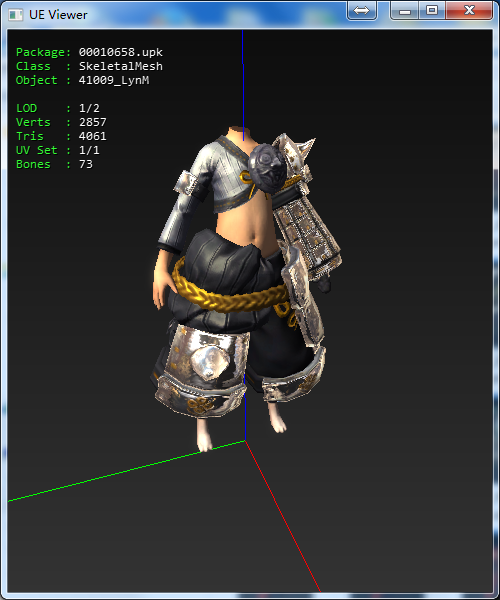 UE Viewer
Package: 00010658.upk
Class : SkeletalMesh
Object : 41009_LynM
LOD : 1/2
Verts : 2857
Tris : 4061
UV Set : 1/1
Bones : 73